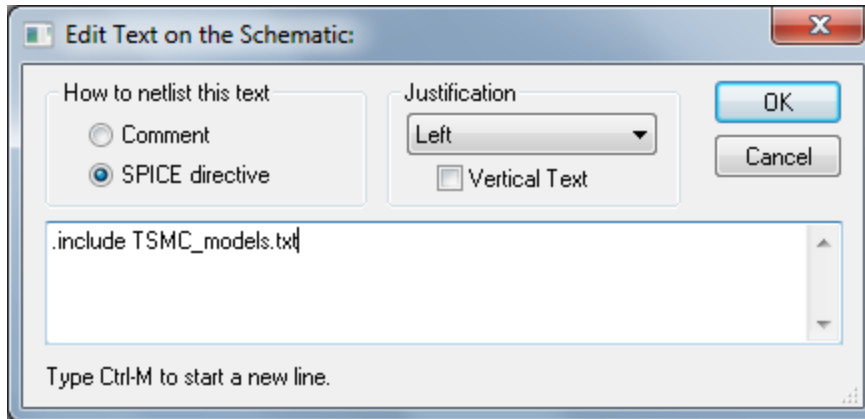 Edit Text on the Schematic:
How to netlist this text
Comment
SPICE directive
Justification
Left
Vertical Text
OK
Cancel
.include TSMC_models.txt
Type Ctrl-M to start a new line.